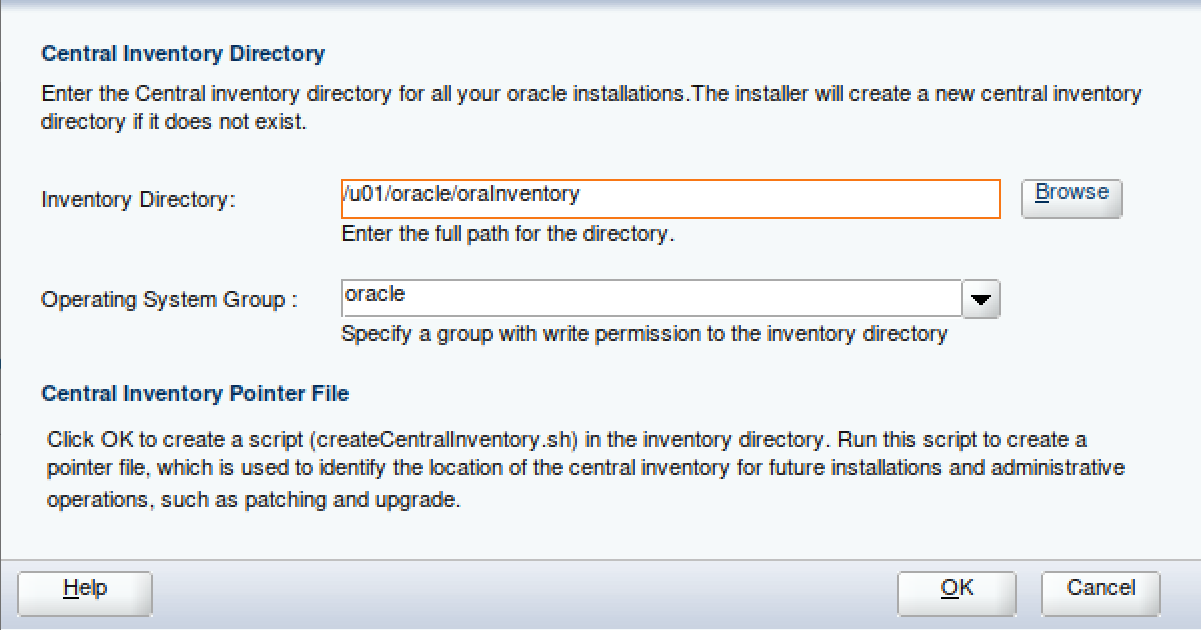 Central Inventory Directory
Enter the Central inventory directory for all your oracle installations.The installer will create a new central inventory
directory if it does not exist.
Inventory Directory:
/u01/oracle/oraInventory
Browse
Enter the full path for the directory.
Operating System Group :
oracle
Specify a group with write permission to the inventory directory
Central Inventory Pointer File
Click OK to create a script (createCentralInventory.sh) in the inventory directory. Run this script to create a
pointer file, which is used to identify the location of the central inventory for future installations and administrative
operations, such as patching and upgrade.
Help
OK
Cancel